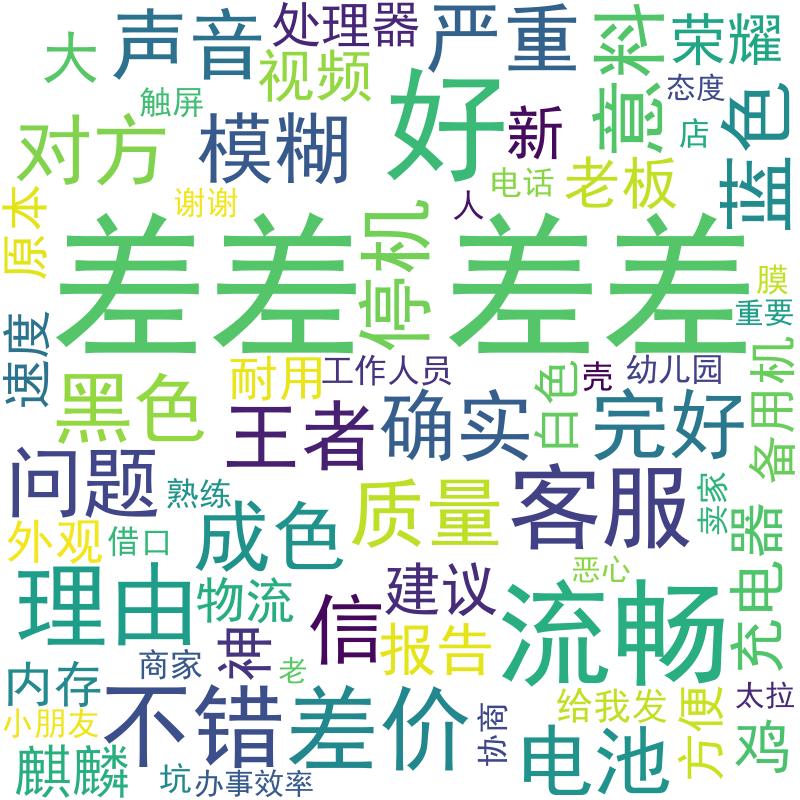 声音
处理器
严重
意料
荣耀
大
视频
态度
触屏
好
蓝色
对方
模糊
新
店
老板
电话
原本
谢谢
人
停机
差差
差差
膜
重要
速度
耐用
工作人员
白色
壳
幼儿园
备用机
黑色
王者
确实
完好
问题
熟练
质量
客服
卖家
外观
借口
成色
充电器
恶心
理由
物流
信
建议
流畅
神
报告
商家
老
内存
不错
差价
给我发
方便
太拉
小朋友
协商
电池
鸡
麒麟
坑
办事效率